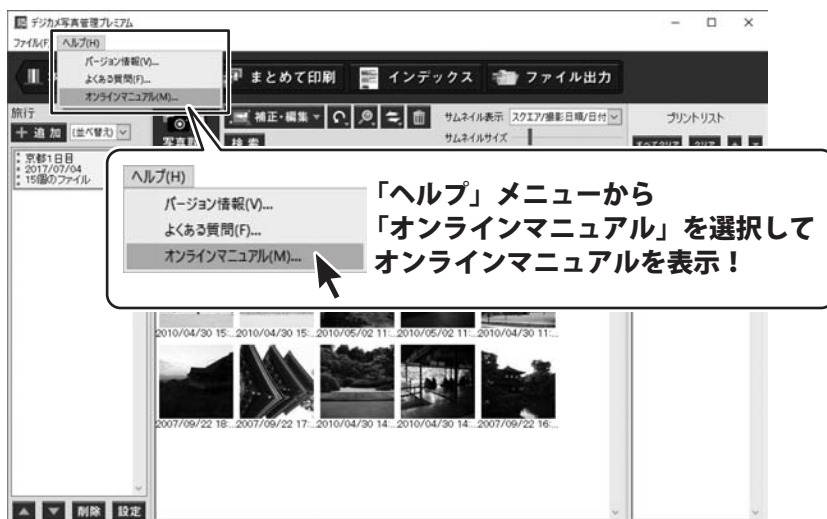 デジカメ写真管理プレミアム
ファイル(F) ヘルプ(H)
バージョン情報(V)...
よくある質問(F)...
オンラインマニュアル(M)...
まとめて印刷 インデックス ファイル出力
旅行
+ 追加 (並べ替え)
補正・編集
サムネイル表示 スクエア/撮影日順/日付
サムネイルサイズ
プリントリスト
すべてクリア クリア
検索
京都1日目
2017/07/04
15個のファイル
ヘルプ(H)
バージョン情報(V)...
よくある質問(F)...
オンラインマニュアル(M)...
「ヘルプ」メニューから
「オンラインマニュアル」を選択して
オンラインマニュアルを表示！
2010/04/30 15:... 2010/04/30 15:... 2010/05/02 11:... 2010/05/02 11:... 2010/04/30 11:...
2007/09/22 18:... 2007/09/22 17:... 2010/04/30 14:... 2010/04/30 14:... 2007/09/22 16:...
▲ ▼ 削除 設定